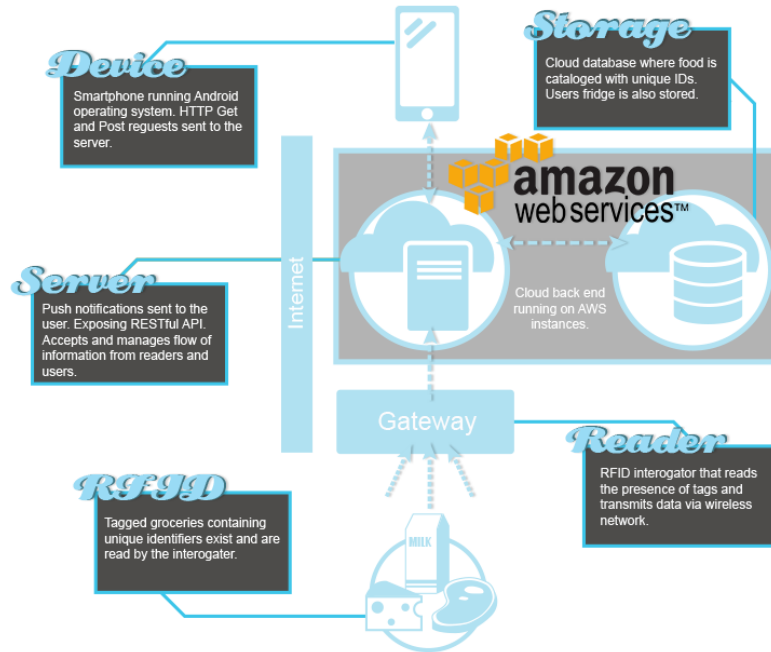 Device
Smartphone running Android
operating system. HTTP Get
and Post reguests sent to the
server.
Storage
Cloud database where food is
cataloged with unique IDs.
Users fridge is also stored.
amazon
webservices™
Internet
Server
Push notifications sent to the
user. Exposing RESTful API.
Accepts and manages flow of
information from readers and
users.
Cloud back end
running on AWS
instances.
Gateway
Reader
RFID interogator that reads
the presence of tags and
transmits data via wireless
network.
RFID
Tagged groceries containing
unique identifiers exist and are
read by the interogater.
MILK